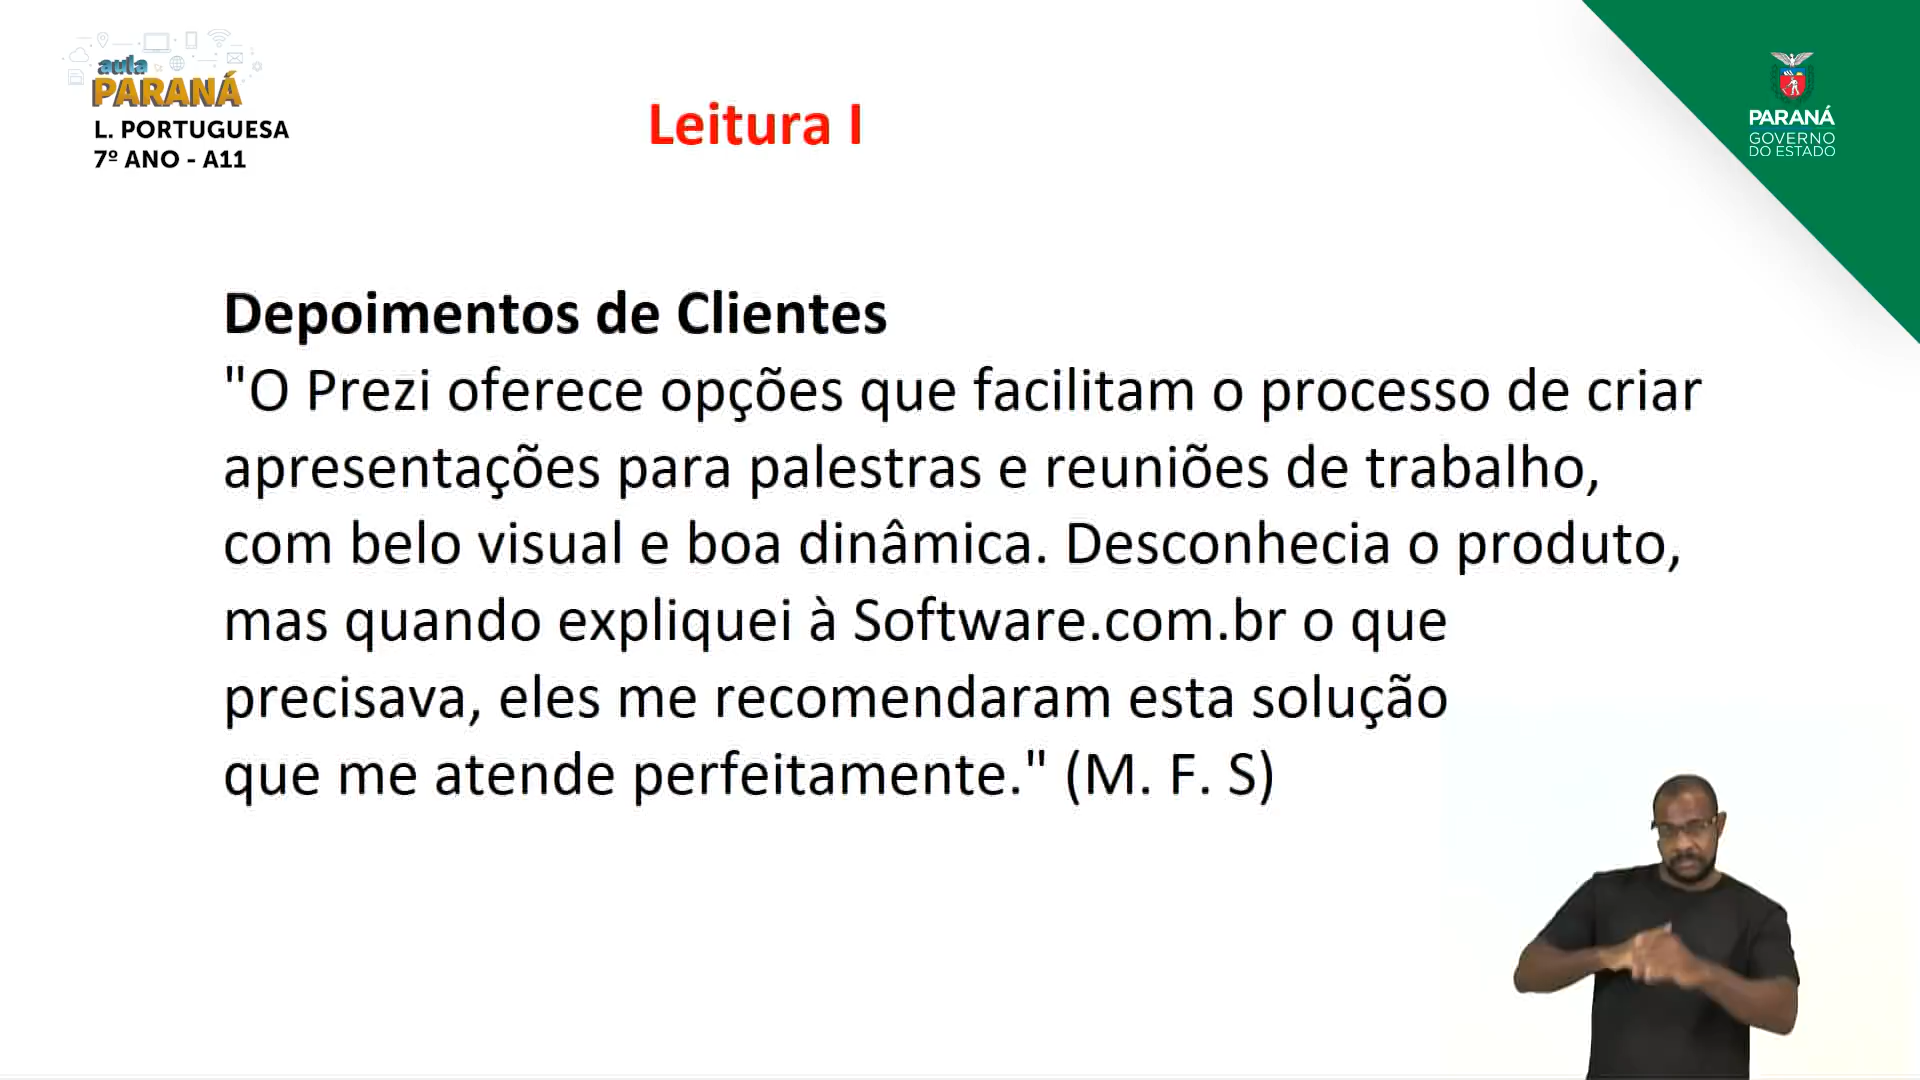 aula
PARANÁ
L. PORTUGUESA
7º ANO - A11
Leitura I
PARANÁ
GOVERNO
DO ESTADO
Depoimentos de Clientes
"O Prezi oferece opções que facilitam o processo de criar
apresentações para palestras e reuniões de trabalho,
com belo visual e boa dinâmica. Desconhecia o produto,
mas quando expliquei à Software.com.br o que
precisava, eles me recomendaram esta solução
que me atende perfeitamente." (M. F. S)